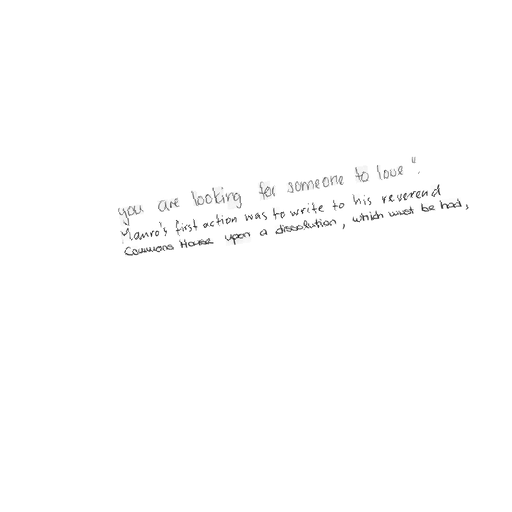 you are looking for someone to love ".
Manro's first action was to write to his reverend
Commons House upon a dissolution, which must be had,